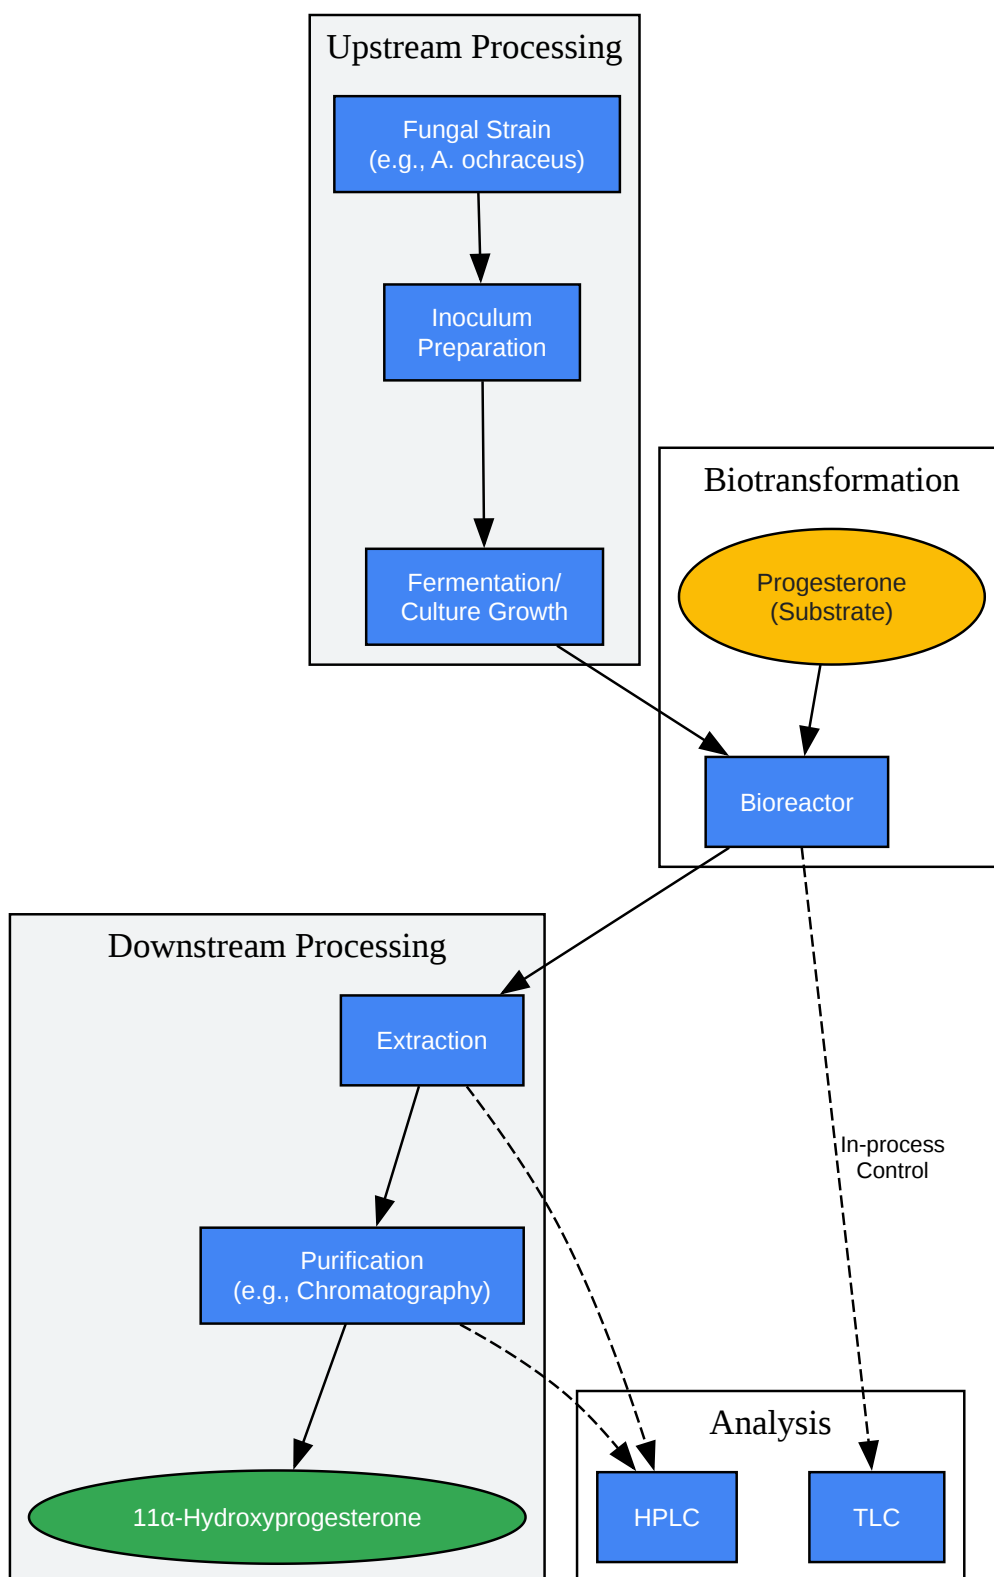 Upstream Processing
Fungal Strain
(e.g., A. ochraceus)
Inoculum
Preparation
Fermentation/
Culture Growth
Biotransformation
Progesterone
(Substrate)
Bioreactor
Downstream Processing
Extraction
In-process
Control
Purification
(e.g., Chromatography)
11α-Hydroxyprogesterone
Analysis
HPLC
TLC